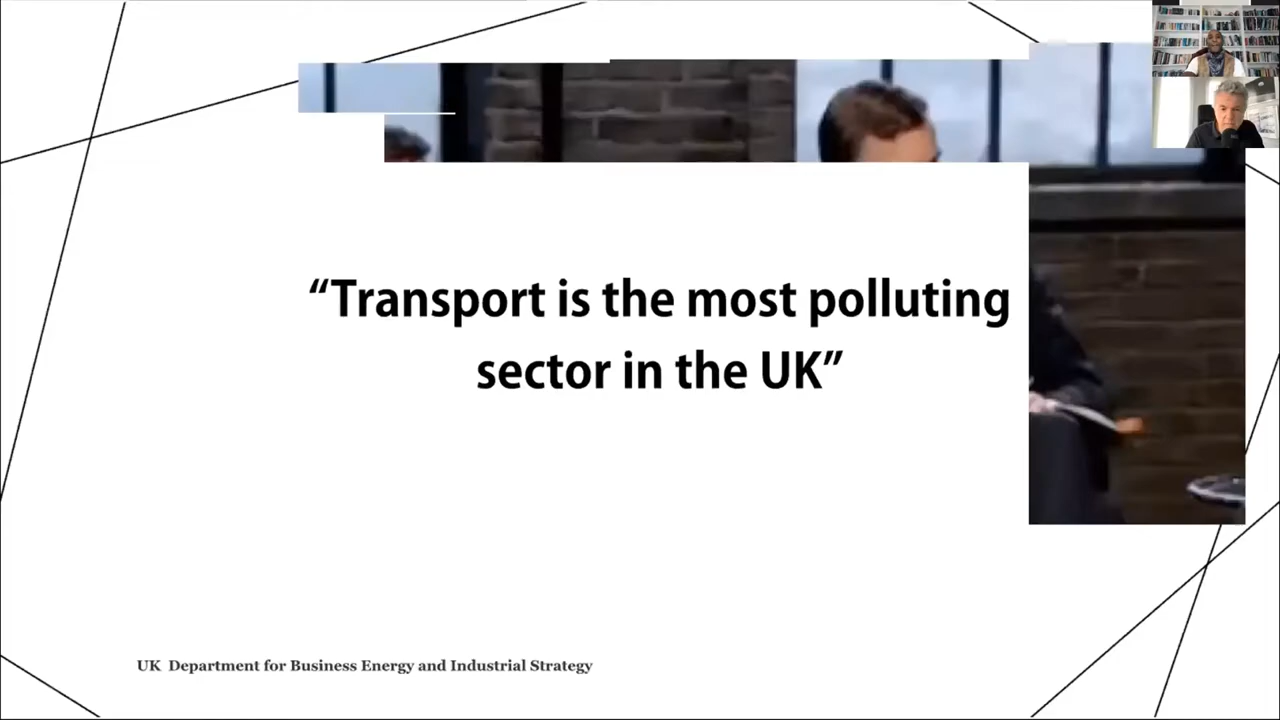 “Transport is the most polluting
sector in the UK”
UK Department for Business Energy and Industrial Strategy